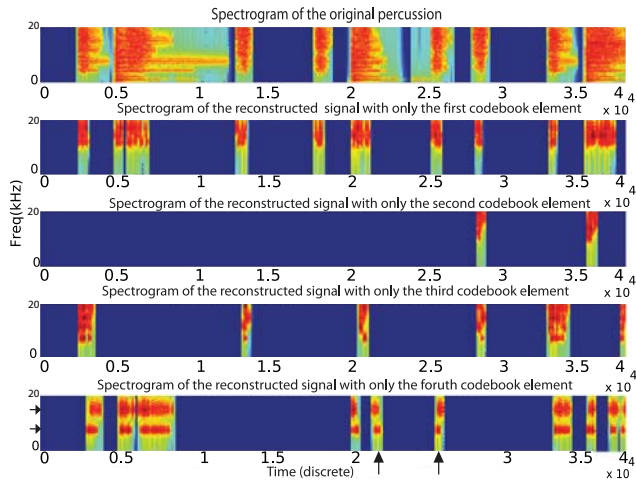 Spectrogram of the original percussion
20
0
0 0.5 1 1.5 2 2.5 3 3.5 4
x 10 4
Spectrogram of the reconstructed signal with only the first codebook element
20
0
0 0.5 1 1.5 2 2.5 3 3.5 4
x 10 4
Spectrogram of the reconstructed signal with only the second codebook element
Freq(kHz)
20
0
0 0.5 1 1.5 2 2.5 3 3.5 4
x 10 4
Spectrogram of the reconstructed signal with only the third codebook element
20
0
0 0.5 1 1.5 2 2.5 3 3.5 4
x 10 4
Spectrogram of the reconstructed signal with only the foruth codebook element
20
0
0 0.5 1 1.5 2 2.5 3 3.5 4
x 10 4
Time (discrete)